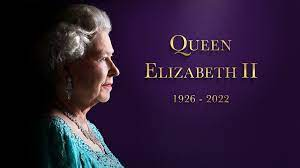 QUEEN
ELIZABETH II
1926 - 2022